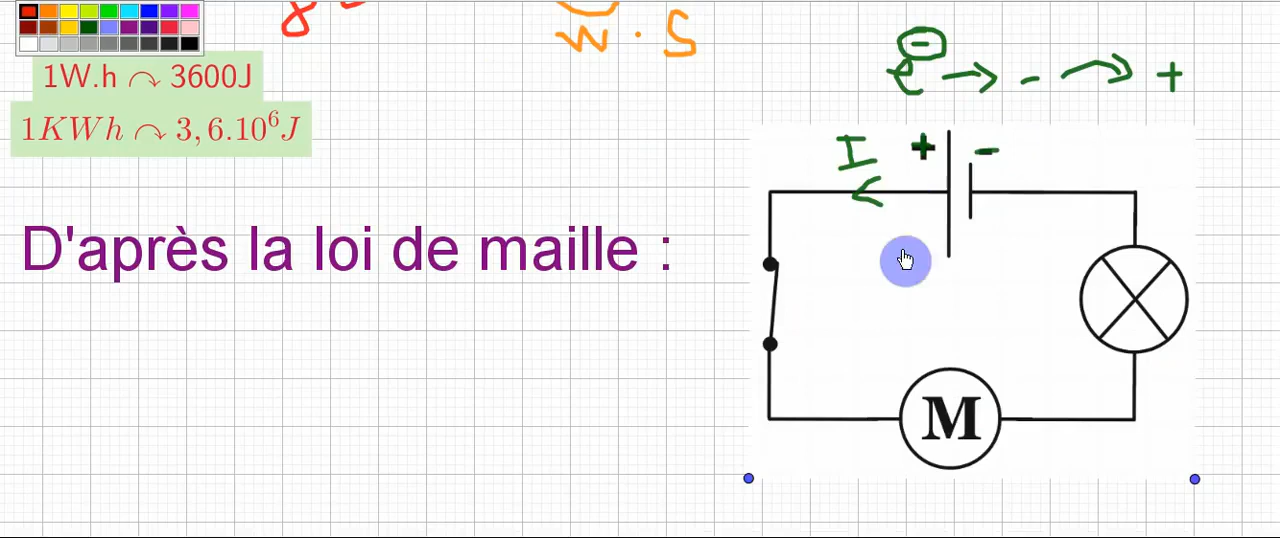 W · S
e⁻ → - → +
1W.h ↷ 3600J
1KWh ↷ 3,6.10⁶J
I + -
D'après la loi de maille :
M